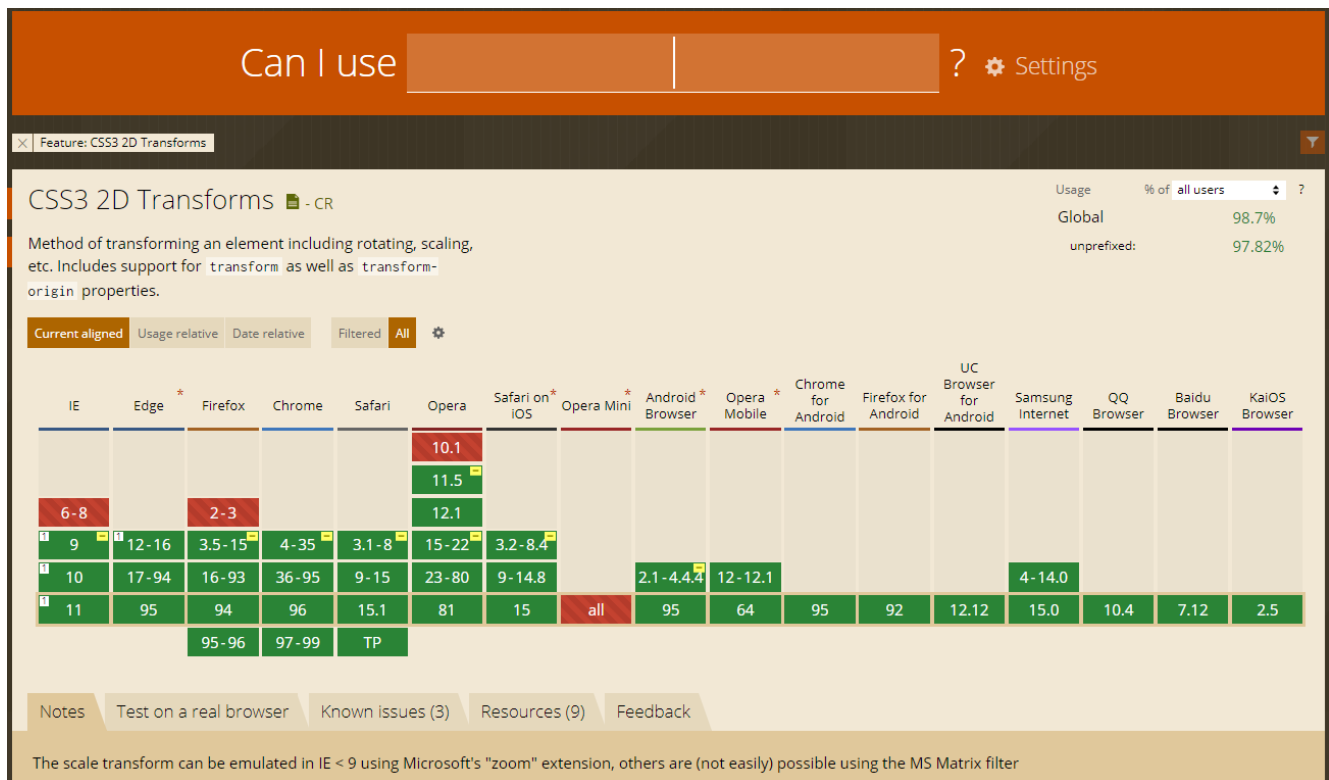 Can I use ? Settings
Feature: CSS3 2D Transforms
CSS3 2D Transforms - CR
Usage % of all users ?
Global 98.7%
unprefixed: 97.82%
Method of transforming an element including rotating, scaling,
etc. Includes support for transform as well as transform-
origin properties.
Current aligned Usage relative Date relative Filtered All
IE Edge * Firefox Chrome Safari Opera Safari on iOS * Opera Mini * Android Browser * Opera Mobile * Chrome for Android Firefox for Android UC Browser for Android Samsung Internet QQ Browser Baidu Browser KaiOS Browser
10.1
11.5 -
6-8 2-3 12.1
1 9 - 1 12-16 3.5-15 - 4-35 - 3.1-8 - 15-22 - 3.2-8.4 -
1 10 17-94 16-93 36-95 9-15 23-80 9-14.8 2.1-4.4.4 - 12-12.1 4-14.0
1 11 95 94 96 15.1 81 15 all 95 64 95 92 12.12 15.0 10.4 7.12 2.5
95-96 97-99 TP
Notes Test on a real browser Known issues (3) Resources (9) Feedback
The scale transform can be emulated in IE < 9 using Microsoft's "zoom" extension, others are (not easily) possible using the MS Matrix filter